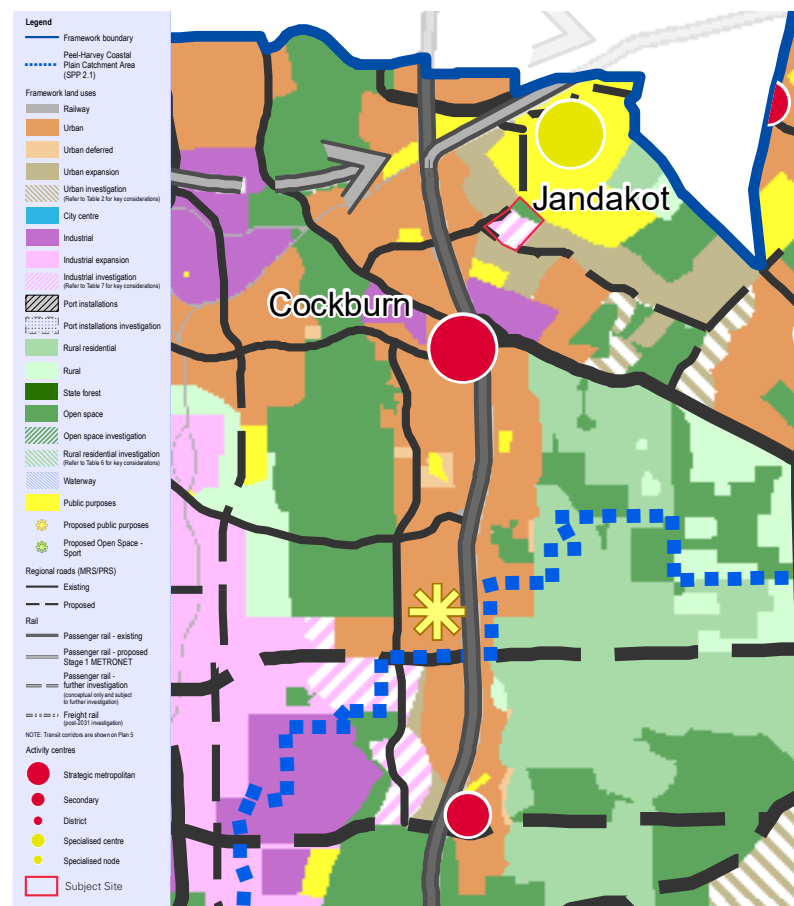 Legend
Framework boundary
Peel-Harvey Coastal
Plain Catchment Area
(SPP 2.1)
Framework land uses
Railway
Urban
Urban deferred
Urban expansion
Urban investigation
(Refer to Table 2 for key considerations)
City centre
Industrial
Industrial expansion
Industrial investigation
(Refer to Table 7 for key considerations)
Port installations
Port installations investigation
Rural residential
Rural
State forest
Open space
Open space investigation
Rural residential investigation
(Refer to Table 6 for key considerations)
Waterway
Public purposes
Proposed public purposes
Proposed Open Space -
Sport
Regional roads (MRS/PRS)
Existing
Proposed
Rail
Passenger rail - existing
Passenger rail - proposed
Stage 1 METRONET
Passenger rail -
further investigation
(conceptual only and subject
to further investigation)
Freight rail
(post-2031 investigation)
NOTE: Transit corridors are shown on Plan 5
Activity centres
Strategic metropolitan
Secondary
District
Specialised centre
Specialised node
Subject Site
Jandakot
Cockburn